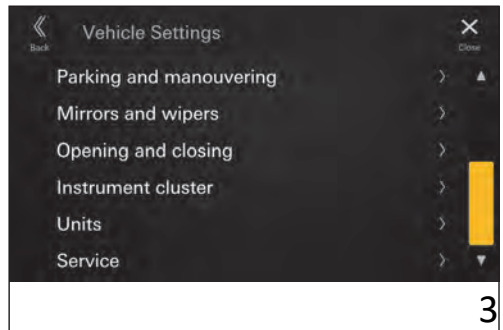 Vehicle Settings
Back
Close
Parking and manouvering
Mirrors and wipers
Opening and closing
Instrument cluster
Units
Service
3